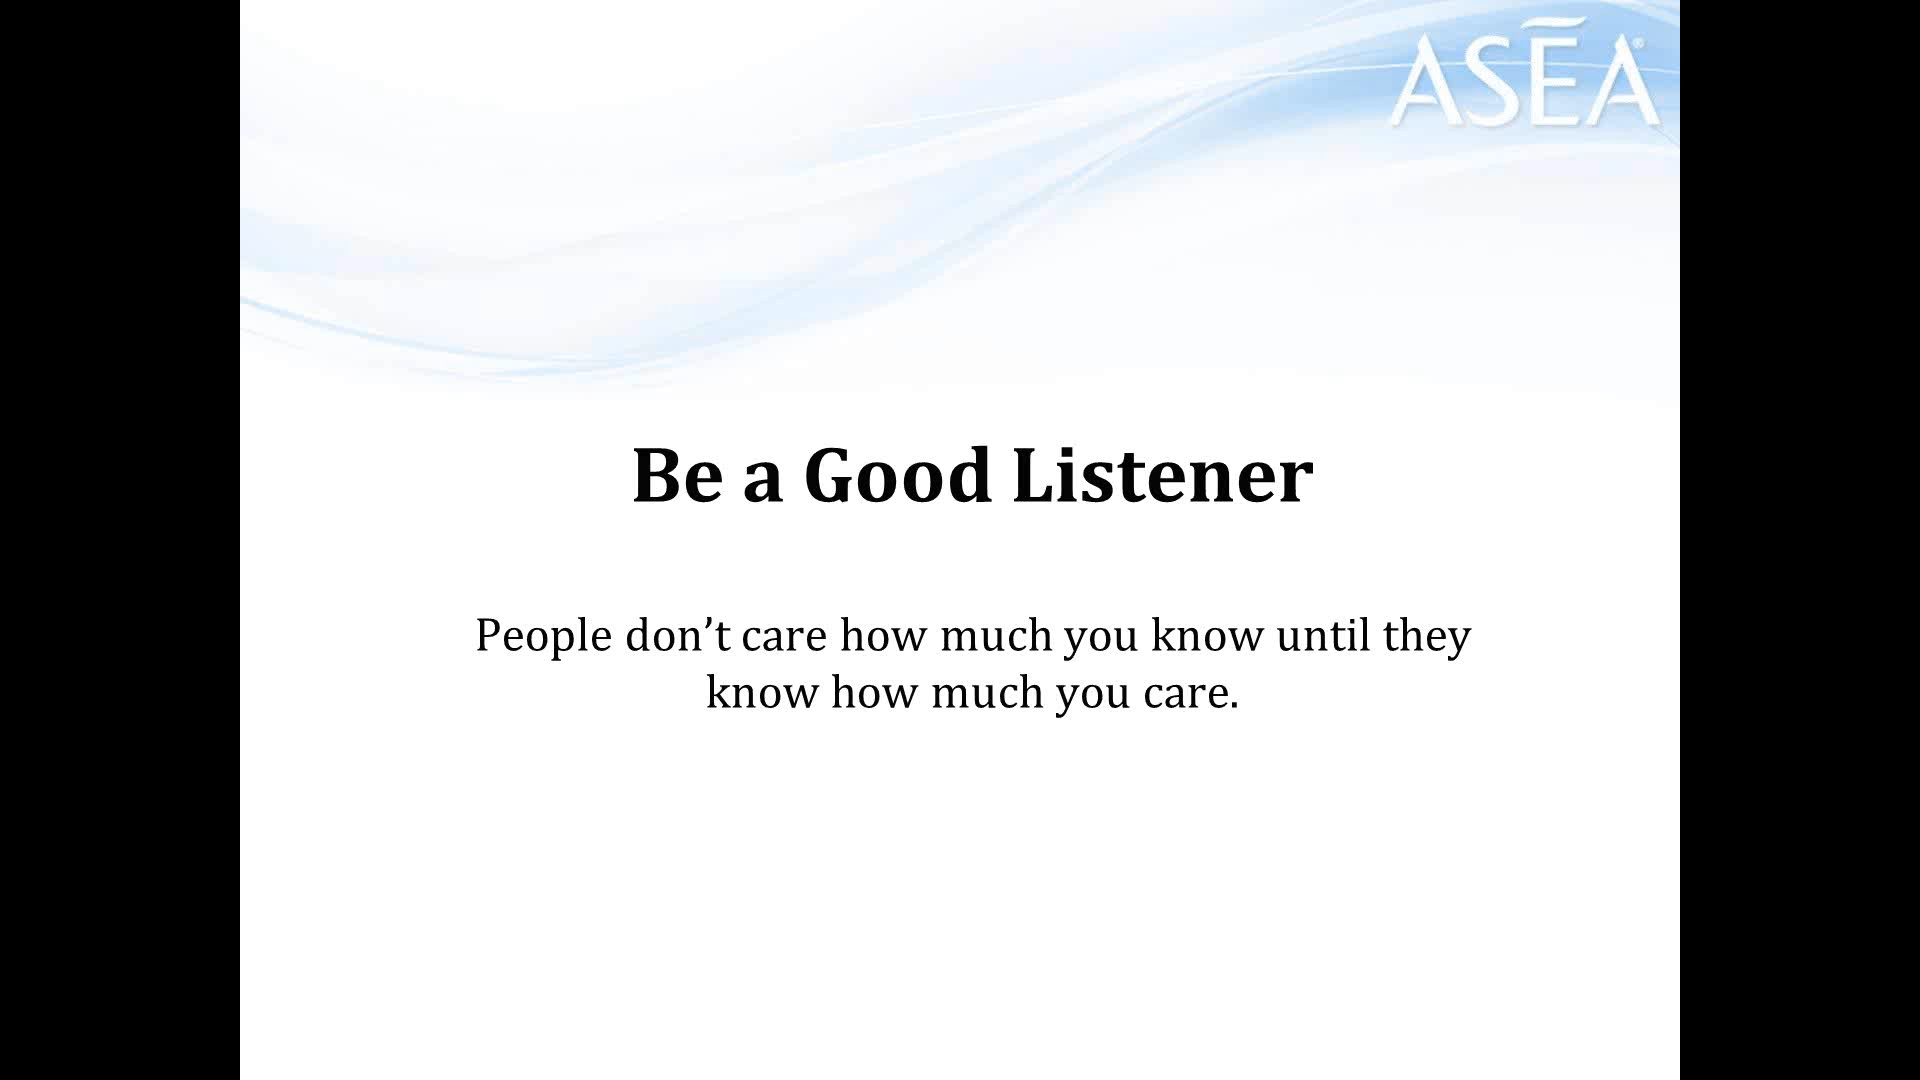 ASEA®
Be a Good Listener
People don’t care how much you know until they
know how much you care.